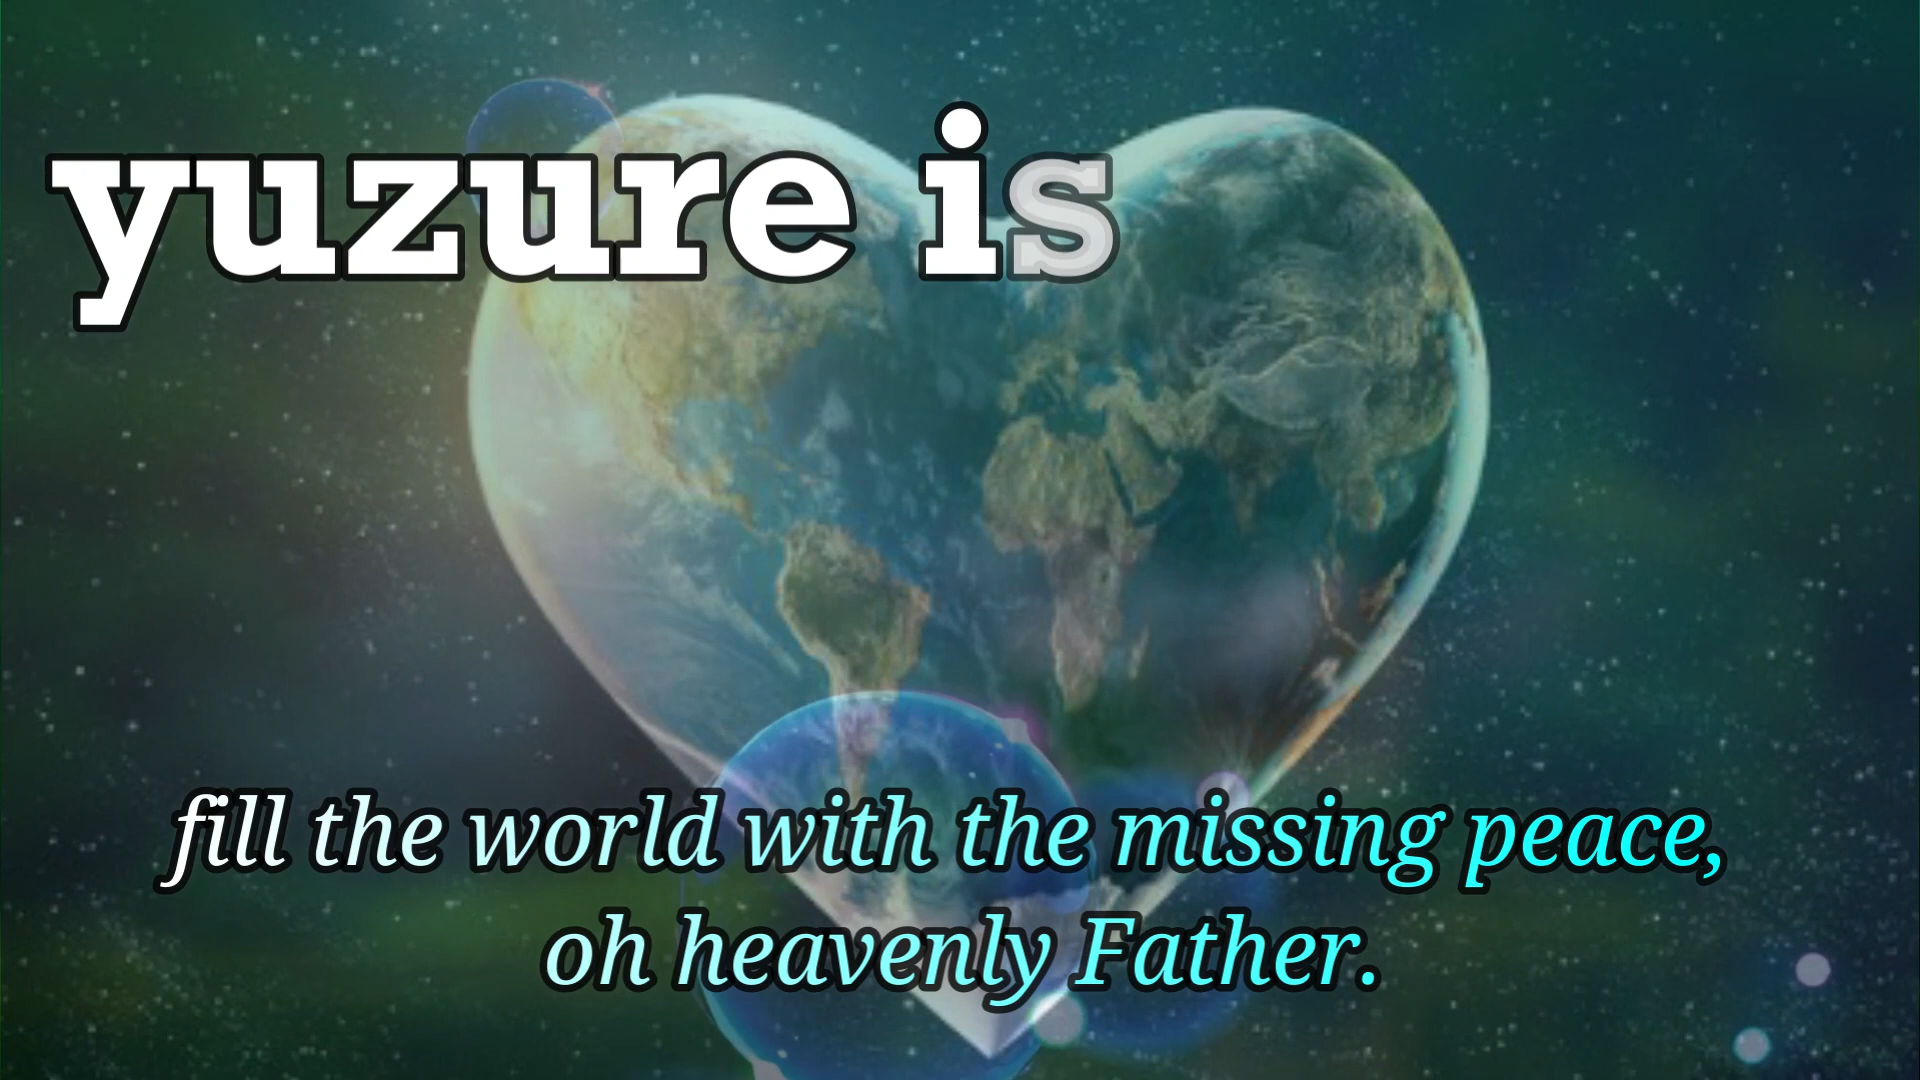 yuzure is
fill the world with the missing peace,
oh heavenly Father.